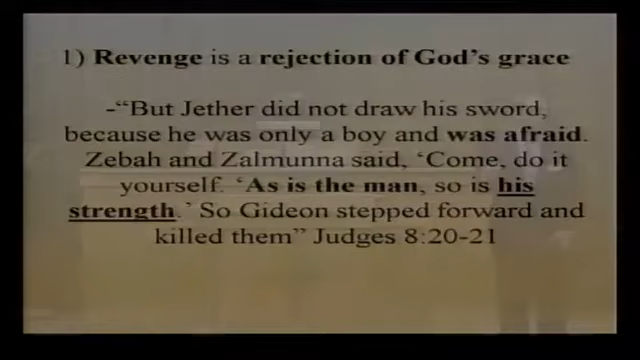 1) Revenge is a rejection of God's grace
-“But Jether did not draw his sword,
because he was only a boy and was afraid.
Zebah and Zalmunna said, ‘Come, do it
yourself. ‘As is the man, so is his
strength.’ So Gideon stepped forward and
killed them” Judges 8:20-21